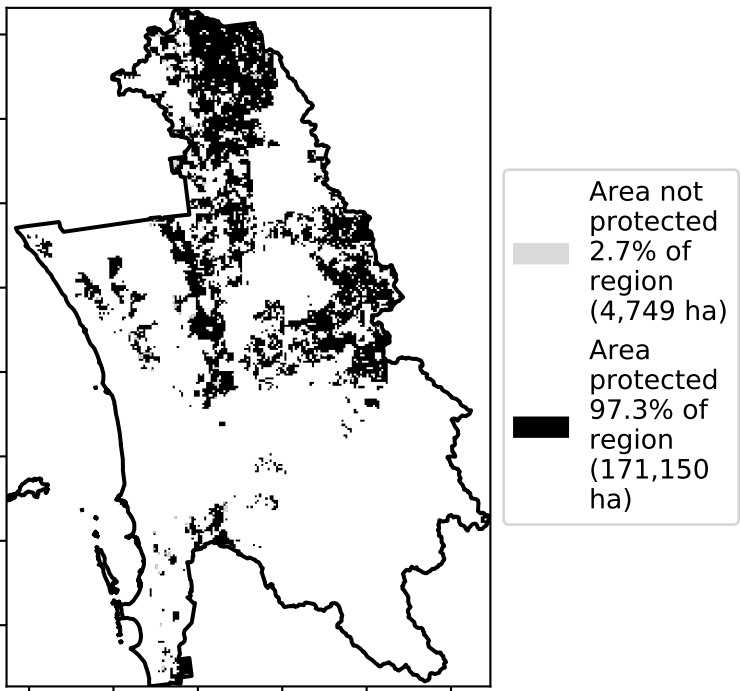 Area not
protected
2.7% of
region
(4,749 ha)
Area
protected
97.3% of
region
(171,150
ha)